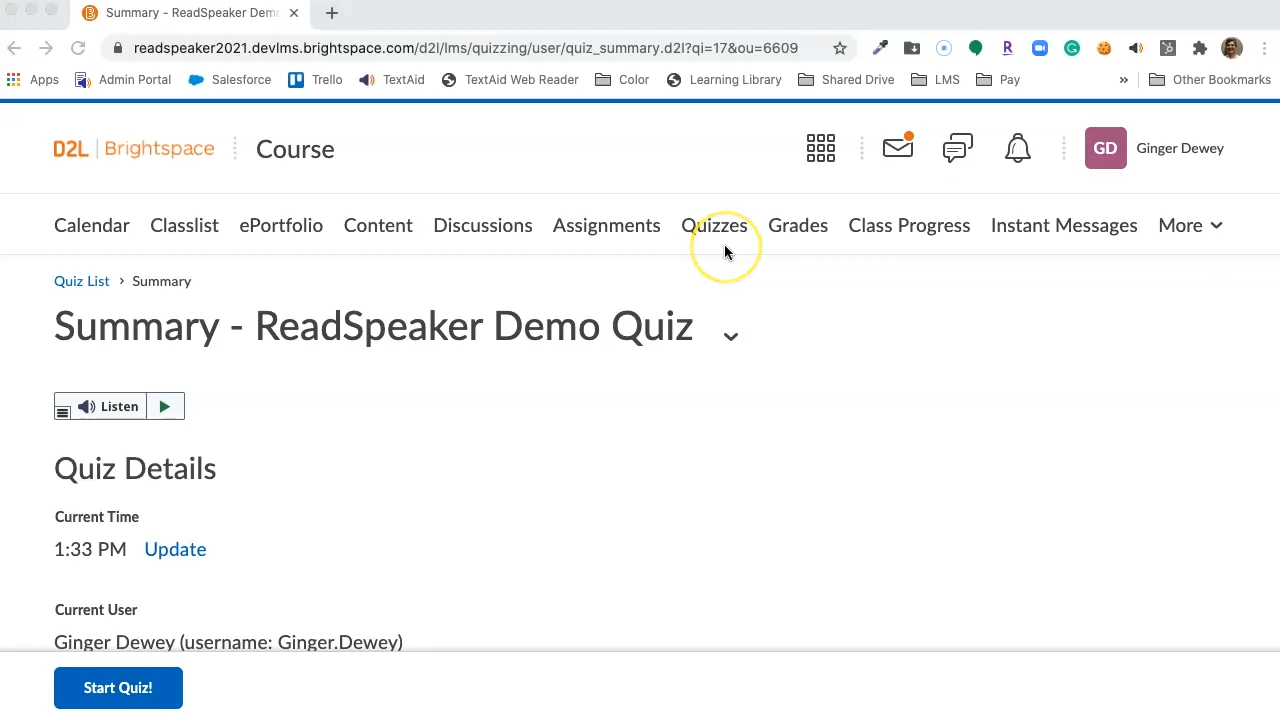 Summary - ReadSpeaker Demo
readspeaker2021.devlms.brightspace.com/d2l/lms/quizzing/user/quiz_summary.d2l?qi=17&ou=6609
Apps Admin Portal Salesforce Trello TextAid TextAid Web Reader Color Learning Library Shared Drive LMS Pay » Other Bookmarks
D2L Brightspace Course GD Ginger Dewey
Calendar Classlist ePortfolio Content Discussions Assignments Quizzes Grades Class Progress Instant Messages More
Quiz List › Summary
Summary - ReadSpeaker Demo Quiz
Listen
Quiz Details
Current Time
1:33 PM Update
Current User
Ginger Dewey (username: Ginger.Dewey)
Start Quiz!